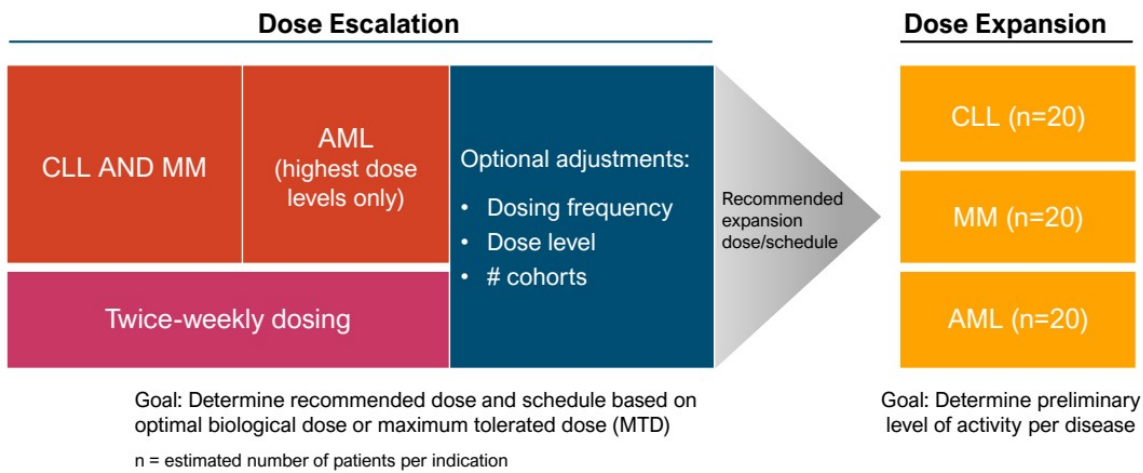 Dose Escalation
CLL AND MM
AML
(highest dose
levels only)
Twice-weekly dosing
Optional adjustments:
• Dosing frequency
• Dose level
• # cohorts
Recommended
expansion
dose/schedule
Goal: Determine recommended dose and schedule based on
optimal biological dose or maximum tolerated dose (MTD)
n = estimated number of patients per indication
Dose Expansion
CLL (n=20)
MM (n=20)
AML (n=20)
Goal: Determine preliminary
level of activity per disease